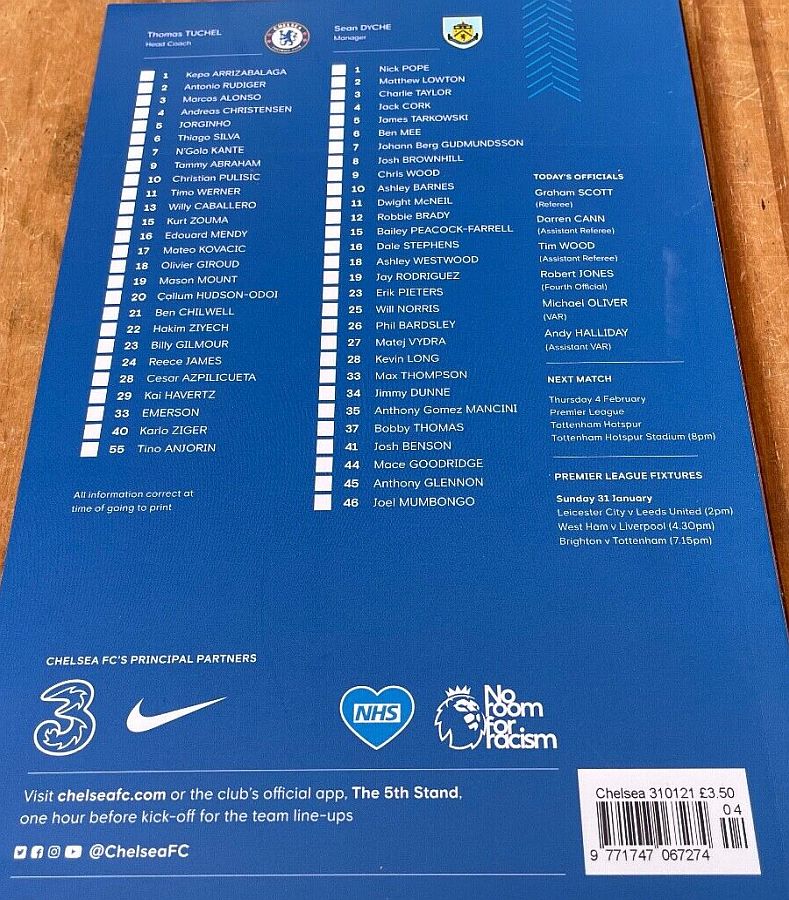 Thomas TUCHEL
Head Coach
CHELSEA
1 Kepa ARRIZABALAGA
2 Antonio RUDIGER
3 Marcos ALONSO
4 Andreas CHRISTENSEN
5 JORGINHO
6 Thiago SILVA
7 N'Golo KANTE
9 Tammy ABRAHAM
10 Christian PULISIC
11 Timo WERNER
13 Willy CABALLERO
15 Kurt ZOUMA
16 Edouard MENDY
17 Mateo KOVACIC
18 Olivier GIROUD
19 Mason MOUNT
20 Callum HUDSON-ODOI
21 Ben CHILWELL
22 Hakim ZIYECH
23 Billy GILMOUR
24 Reece JAMES
28 Cesar AZPILICUETA
29 Kai HAVERTZ
33 EMERSON
40 Karlo ZIGER
55 Tino ANJORIN
All information correct at
time of going to print
Sean DYCHE
Manager
1 Nick POPE
2 Matthew LOWTON
3 Charlie TAYLOR
4 Jack CORK
5 James TARKOWSKI
6 Ben MEE
7 Johann Berg GUDMUNDSSON
8 Josh BROWNHILL
9 Chris WOOD
10 Ashley BARNES
11 Dwight McNEIL
12 Robbie BRADY
15 Bailey PEACOCK-FARRELL
16 Dale STEPHENS
18 Ashley WESTWOOD
19 Jay RODRIGUEZ
23 Erik PIETERS
25 Will NORRIS
26 Phil BARDSLEY
27 Matej VYDRA
28 Kevin LONG
33 Max THOMPSON
34 Jimmy DUNNE
35 Anthony Gomez MANCINI
37 Bobby THOMAS
41 Josh BENSON
44 Mace GOODRIDGE
45 Anthony GLENNON
46 Joel MUMBONGO
TODAY'S OFFICIALS
Graham SCOTT
(Referee)
Darren CANN
(Assistant Referee)
Tim WOOD
(Assistant Referee)
Robert JONES
(Fourth Official)
Michael OLIVER
(VAR)
Andy HALLIDAY
(Assistant VAR)
NEXT MATCH
Thursday 4 February
Premier League
Tottenham Hotspur
Tottenham Hotspur Stadium (8pm)
PREMIER LEAGUE FIXTURES
Sunday 31 January
Leicester City v Leeds United (2pm)
West Ham v Liverpool (4.30pm)
Brighton v Tottenham (7.15pm)
CHELSEA FC'S PRINCIPAL PARTNERS
3
NHS
No
room
for
racism
Visit chelseafc.com or the club's official app, The 5th Stand,
one hour before kick-off for the team line-ups
@ChelseaFC
Chelsea 310121 £3.50
04
9 771747 067274